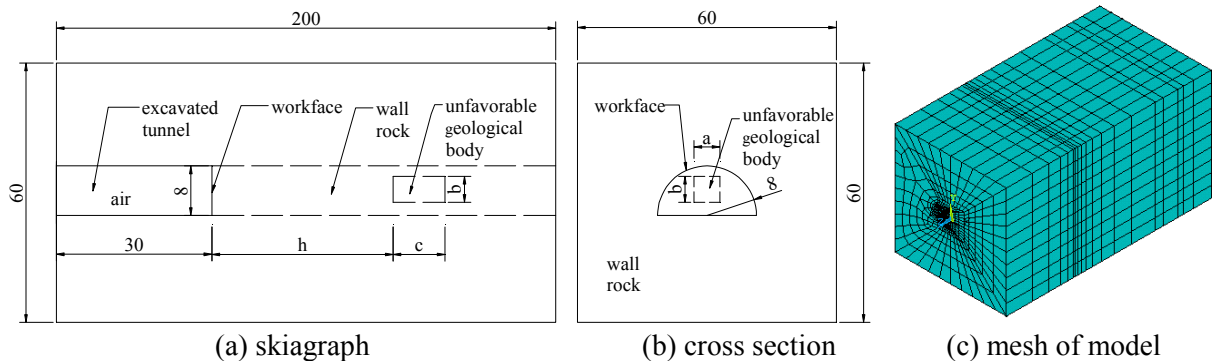 200
60
excavated
tunnel
workface
wall
rock
unfavorable
geological
body
air
8
b
30
h
c
(a) skiagraph
60
60
workface
a
unfavorable
geological
body
b
8
wall
rock
(b) cross section
(c) mesh of model